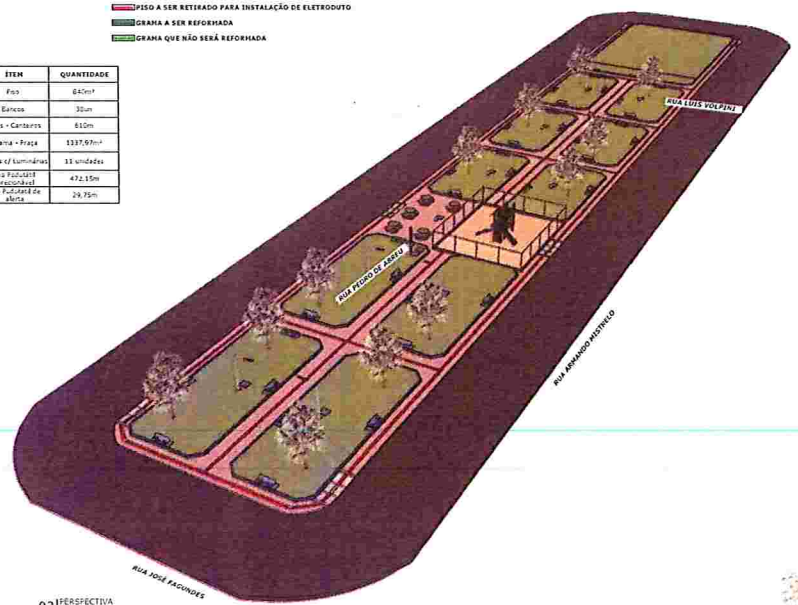 PISO A SER RETIRADO PARA INSTALAÇÃO DE ELETRODUTO
GRAMA A SER REFORMADA
GRAMA QUE NÃO SERÁ REFORMADA
ÍTEM QUANTIDADE
Piso 640m²
Bancos
- Canteiros 610m
- Praça 1137,97m²
c/ Luminárias 11 unidades
472,15m
alerta 29,75m
RUA LUIS VOLPINI
RUA PEDRO DE ABREU
RUA ARMANDO MISTRELO
RUA JOSÉ FAGUNDES
PERSPECTIVA